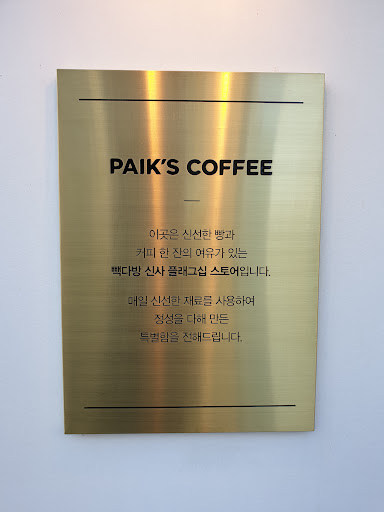 PAIK'S COFFEE
이곳은 신선한 빵과
커피 한 잔의 여유가 있는
빽다방 신사 플래그십 스토어입니다.
매일 신선한 재료를 사용하여
정성을 다해 만든
특별함을 전해드립니다.